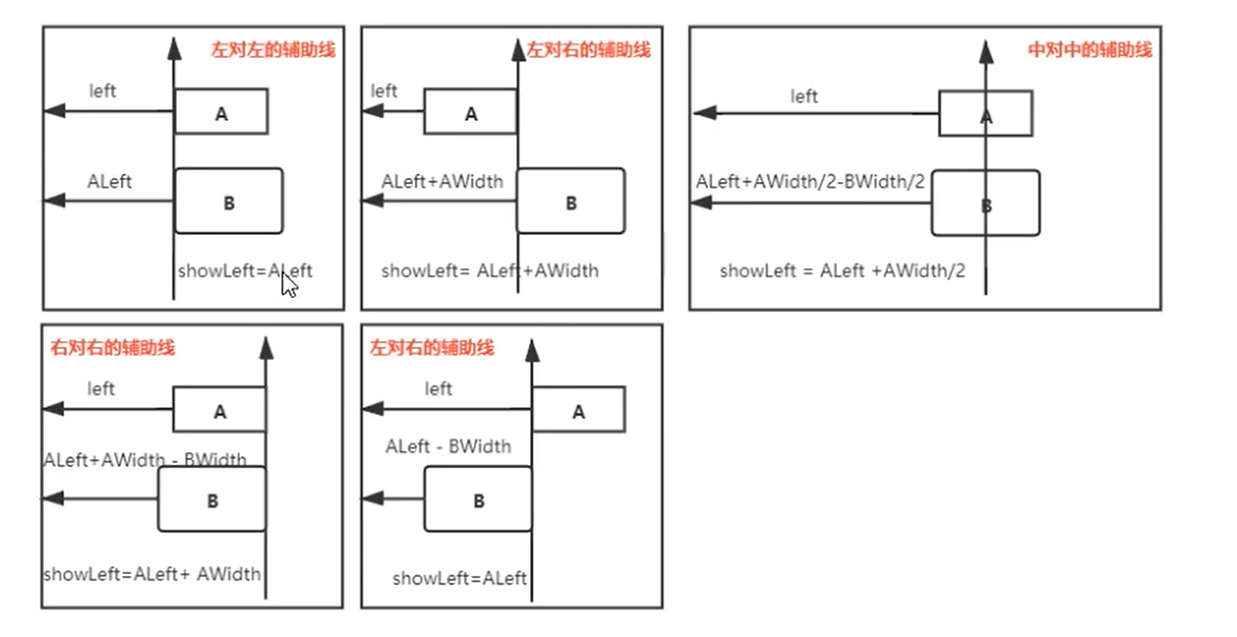 左对左的辅助线
left
A
ALeft
B
showLeft=ALeft
左对右的辅助线
left
A
ALeft+AWidth
B
showLeft= ALeft+AWidth
中对中的辅助线
left
A
ALeft+AWidth/2-BWidth/2
B
showLeft = ALeft +AWidth/2
右对右的辅助线
left
A
ALeft+AWidth - BWidth
B
showLeft=ALeft+ AWidth
左对右的辅助线
left
A
ALeft - BWidth
B
showLeft=ALeft